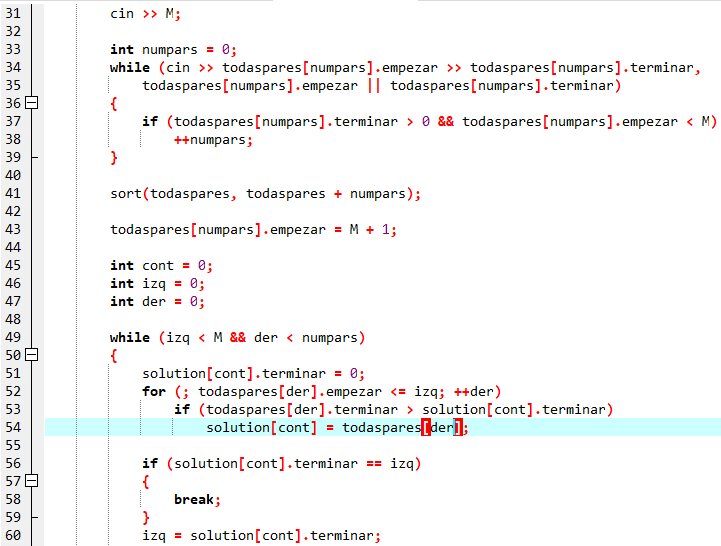 31 cin >> M;
32
33 int numpars = 0;
34 while (cin >> todaspares[numpars].empezar >> todaspares[numpars].terminar,
35 todaspares[numpars].empezar || todaspares[numpars].terminar)
36 {
37 if (todaspares[numpars].terminar > 0 && todaspares[numpars].empezar < M)
38 ++numpars;
39 }
40
41 sort(todaspares, todaspares + numpars);
42
43 todaspares[numpars].empezar = M + 1;
44
45 int cont = 0;
46 int izq = 0;
47 int der = 0;
48
49 while (izq < M && der < numpars)
50 {
51 solution[cont].terminar = 0;
52 for (; todaspares[der].empezar <= izq; ++der)
53 if (todaspares[der].terminar > solution[cont].terminar)
54 solution[cont] = todaspares[der];
55
56 if (solution[cont].terminar == izq)
57 {
58 break;
59 }
60 izq = solution[cont].terminar;